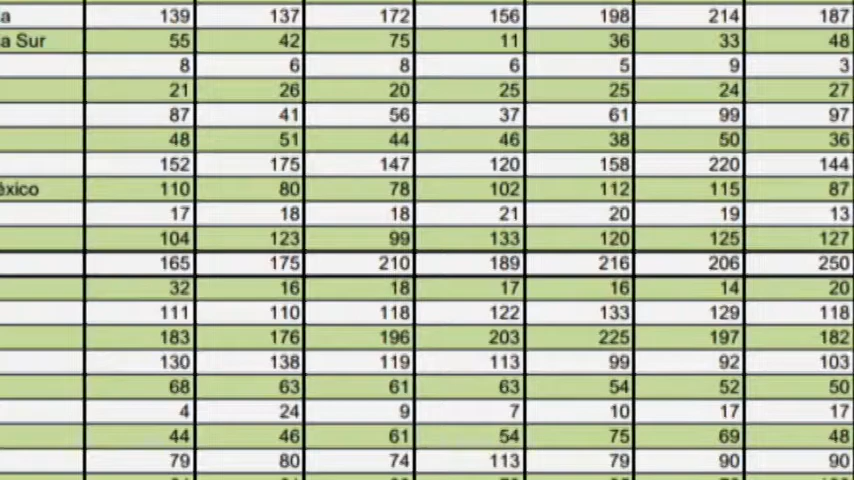 a 139 137 172 156 198 214 187
a Sur 55 42 75 11 36 33 48
8 6 8 6 5 9 3
21 26 20 25 25 24 27
87 41 56 37 61 99 97
48 51 44 46 38 50 36
152 175 147 120 158 220 144
éxico 110 80 78 102 112 115 87
17 18 18 21 20 19 13
104 123 99 133 120 125 127
165 175 210 189 216 206 250
32 16 18 17 16 14 20
111 110 118 122 133 129 118
183 176 196 203 225 197 182
130 138 119 113 99 92 103
68 63 61 63 54 52 50
4 24 9 7 10 17 17
44 46 61 54 75 69 48
79 80 74 113 79 90 90